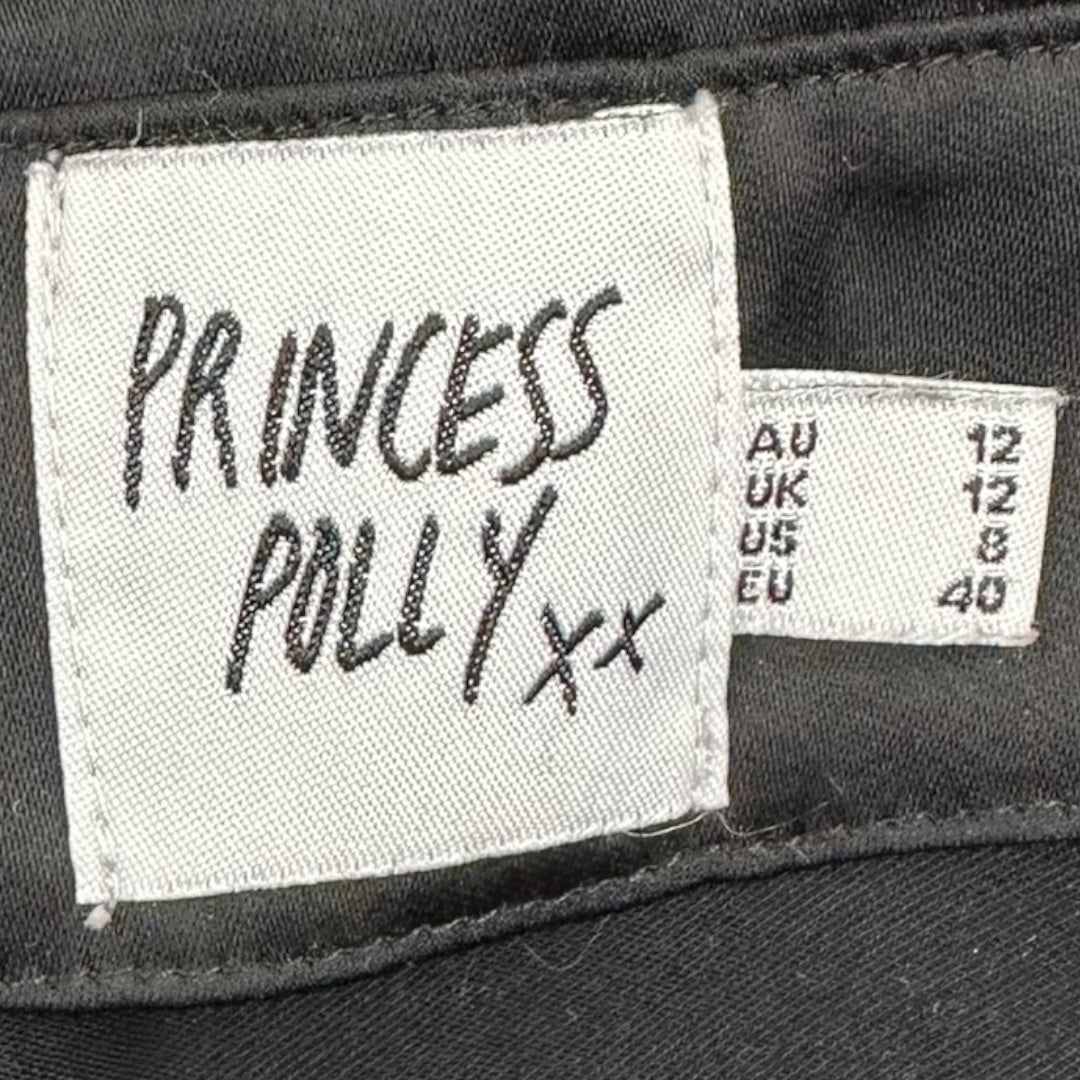 PRINCESS
POLLY xx
AU 12
UK 12
US 8
EU 40